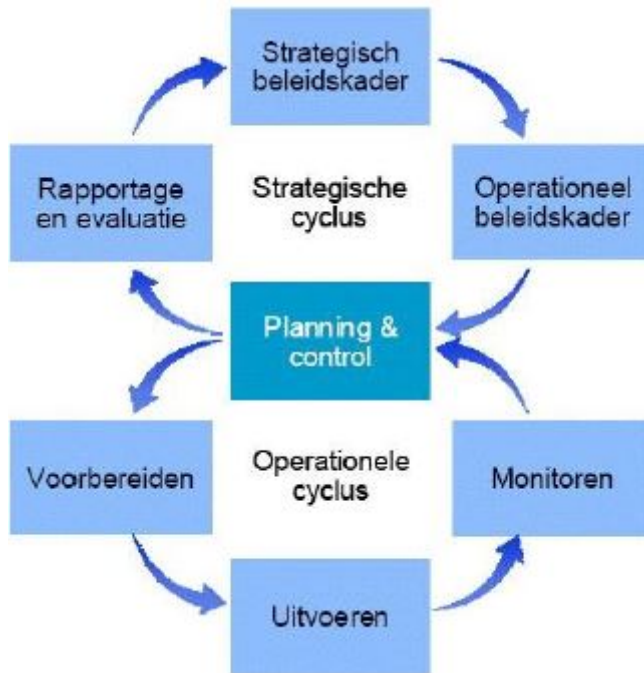 Strategisch
beleidskader
Rapportage
en evaluatie
Strategische
cyclus
Operationeel
beleidskader
Planning &
control
Voorbereiden
Operationele
cyclus
Monitoren
Uitvoeren